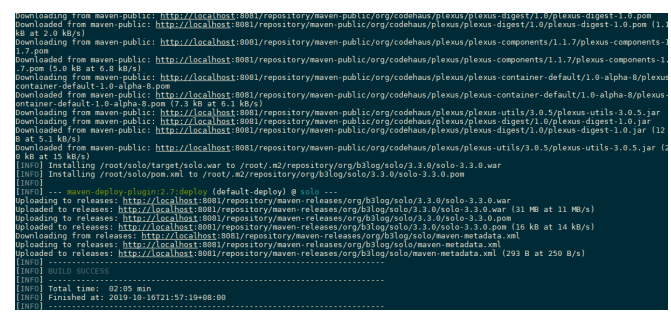 Downloading from maven-public: http://localhost:8081/repository/maven-public/org/codehaus/plexus/plexus-digest/1.0/plexus-digest-1.0.pom
Downloaded from maven-public: http://localhost:8081/repository/maven-public/org/codehaus/plexus/plexus-digest/1.0/plexus-digest-1.0.pom (1.1
kB at 2.0 kB/s)
Downloading from maven-public: http://localhost:8081/repository/maven-public/org/codehaus/plexus/plexus-components/1.1.7/plexus-components-1
1.7.pom
Downloaded from maven-public: http://localhost:8081/repository/maven-public/org/codehaus/plexus/plexus-components/1.1.7/plexus-components-1.
.7.pom (5.0 kB at 6.8 kB/s)
Downloading from maven-public: http://localhost:8081/repository/maven-public/org/codehaus/plexus/plexus-container-default/1.0-alpha-8/plexus
container-default-1.0-alpha-8.pom
Downloaded from maven-public: http://localhost:8081/repository/maven-public/org/codehaus/plexus/plexus-container-default/1.0-alpha-8/plexus-
ontainer-default-1.0-alpha-8.pom (7.3 kB at 6.1 kB/s)
Downloading from maven-public: http://localhost:8081/repository/maven-public/org/codehaus/plexus/plexus-utils/3.0.5/plexus-utils-3.0.5.jar
Downloading from maven-public: http://localhost:8081/repository/maven-public/org/codehaus/plexus/plexus-digest/1.0/plexus-digest-1.0.jar
Downloaded from maven-public: http://localhost:8081/repository/maven-public/org/codehaus/plexus/plexus-digest/1.0/plexus-digest-1.0.jar (12
B at 5.1 kB/s)
Downloaded from maven-public: http://localhost:8081/repository/maven-public/org/codehaus/plexus/plexus-utils/3.0.5/plexus-utils-3.0.5.jar (2
0 kB at 15 kB/s)
[INFO] Installing /root/solo/target/solo.war to /root/.m2/repository/org/b3log/solo/3.3.0/solo-3.3.0.war
[INFO] Installing /root/solo/pom.xml to /root/.m2/repository/org/b3log/solo/3.3.0/solo-3.3.0.pom
[INFO]
[INFO] --- maven-deploy-plugin:2.7:deploy (default-deploy) @ solo ---
Uploading to releases: http://localhost:8081/repository/maven-releases/org/b3log/solo/3.3.0/solo-3.3.0.war
Uploaded to releases: http://localhost:8081/repository/maven-releases/org/b3log/solo/3.3.0/solo-3.3.0.war (31 MB at 11 MB/s)
Uploading to releases: http://localhost:8081/repository/maven-releases/org/b3log/solo/3.3.0/solo-3.3.0.pom
Uploaded to releases: http://localhost:8081/repository/maven-releases/org/b3log/solo/3.3.0/solo-3.3.0.pom (16 kB at 14 kB/s)
Downloading from releases: http://localhost:8081/repository/maven-releases/org/b3log/solo/maven-metadata.xml
Uploading to releases: http://localhost:8081/repository/maven-releases/org/b3log/solo/maven-metadata.xml
Uploaded to releases: http://localhost:8081/repository/maven-releases/org/b3log/solo/maven-metadata.xml (293 B at 250 B/s)
[INFO] ------------------------------------------------------------------------
[INFO] BUILD SUCCESS
[INFO] ------------------------------------------------------------------------
[INFO] Total time:  02:05 min
[INFO] Finished at: 2019-10-16T21:57:19+08:00
[INFO] ------------------------------------------------------------------------